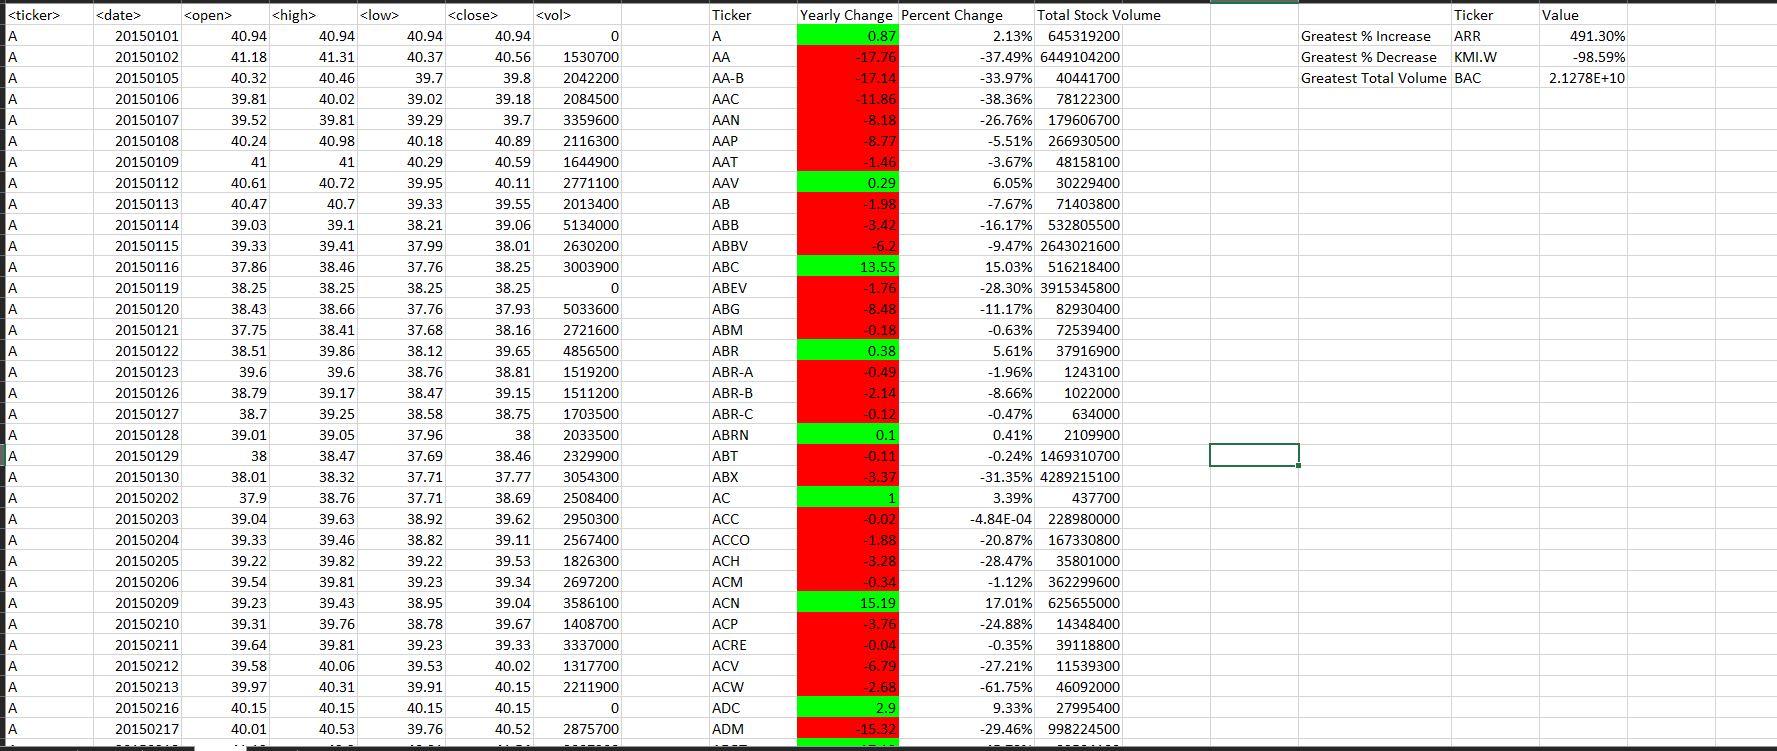 <ticker> <date> <open> <high> <low> <close> <vol> Ticker Yearly Change Percent Change Total Stock Volume Ticker Value
A 20150101 40.94 40.94 40.94 40.94 0 A 0.87 2.13% 645319200 Greatest % Increase ARR 491.30%
A 20150102 41.18 41.31 40.37 40.56 1530700 AA -17.76 -37.49% 6449104200 Greatest % Decrease KMI.W -98.59%
A 20150105 40.32 40.46 39.7 39.8 2042200 AA-B -17.14 -33.97% 40441700 Greatest Total Volume BAC 2.1278E+10
A 20150106 39.81 40.02 39.02 39.18 2084500 AAC -11.86 -38.36% 78122300
A 20150107 39.52 39.81 39.29 39.7 3359600 AAN -8.18 -26.76% 179606700
A 20150108 40.24 40.98 40.18 40.89 2116300 AAP -8.77 -5.51% 266930500
A 20150109 41 41 40.29 40.59 1644900 AAT -1.46 -3.67% 48158100
A 20150112 40.61 40.72 39.95 40.11 2771100 AAV 0.29 6.05% 30229400
A 20150113 40.47 40.7 39.33 39.55 2013400 AB -1.98 -7.67% 71403800
A 20150114 39.03 39.1 38.21 39.06 5134000 ABB -3.42 -16.17% 532805500
A 20150115 39.33 39.41 37.99 38.01 2630200 ABBV -6.2 -9.47% 2643021600
A 20150116 37.86 38.46 37.76 38.25 3003900 ABC 13.55 15.03% 516218400
A 20150119 38.25 38.25 38.25 38.25 0 ABEV -1.76 -28.30% 3915345800
A 20150120 38.43 38.66 37.76 37.93 5033600 ABG -8.48 -11.17% 82930400
A 20150121 37.75 38.41 37.68 38.16 2721600 ABM -0.18 -0.63% 72539400
A 20150122 38.51 39.86 38.12 39.65 4856500 ABR 0.38 5.61% 37916900
A 20150123 39.6 39.6 38.76 38.81 1519200 ABR-A -0.49 -1.96% 1243100
A 20150126 38.79 39.17 38.47 39.15 1511200 ABR-B -2.14 -8.66% 1022000
A 20150127 38.7 39.25 38.58 38.75 1703500 ABR-C -0.12 -0.47% 634000
A 20150128 39.01 39.05 37.96 38 2033500 ABRN 0.1 0.41% 2109900
A 20150129 38 38.47 37.69 38.46 2329900 ABT -0.11 -0.24% 1469310700
A 20150130 38.01 38.32 37.71 37.77 3054300 ABX -3.37 -31.35% 4289215100
A 20150202 37.9 38.76 37.71 38.69 2508400 AC 1 3.39% 437700
A 20150203 39.04 39.63 38.92 39.62 2950300 ACC -0.02 -4.84E-04 228980000
A 20150204 39.33 39.46 38.82 39.11 2567400 ACCO -1.88 -20.87% 167330800
A 20150205 39.22 39.82 39.22 39.53 1826300 ACH -3.28 -28.47% 35801000
A 20150206 39.54 39.81 39.23 39.34 2697200 ACM -0.34 -1.12% 362299600
A 20150209 39.23 39.43 38.95 39.04 3586100 ACN 15.19 17.01% 625655000
A 20150210 39.31 39.76 38.78 39.67 1408700 ACP -3.76 -24.88% 14348400
A 20150211 39.64 39.81 39.23 39.33 3337000 ACRE -0.04 -0.35% 39118800
A 20150212 39.58 40.06 39.53 40.02 1317700 ACV -6.79 -27.21% 11539300
A 20150213 39.97 40.31 39.91 40.15 2211900 ACW -2.68 -61.75% 46092000
A 20150216 40.15 40.15 40.15 40.15 0 ADC 2.9 9.33% 27995400
A 20150217 40.01 40.53 39.76 40.52 2875700 ADM -15.32 -29.46% 998224500